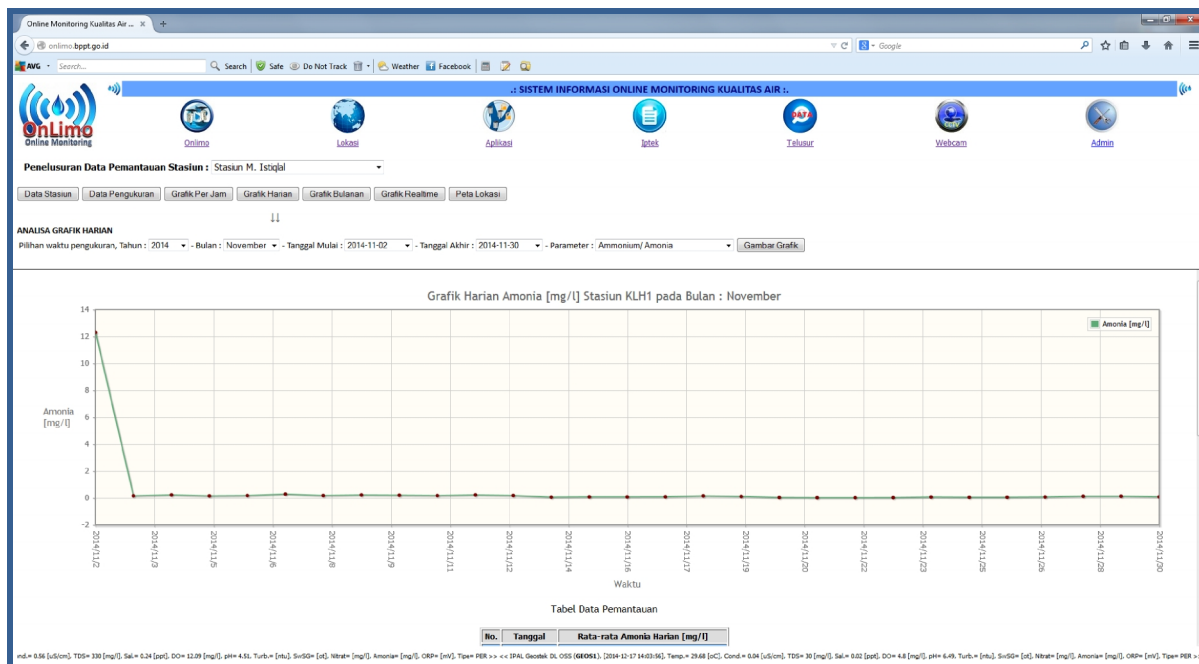 Online Monitoring Kualitas Air ... x +
onlimo.bppt.go.id
Google
AVG Search... Search Safe Do Not Track Weather Facebook
.: SISTEM INFORMASI ONLINE MONITORING KUALITAS AIR :.
OnLimo
Online Monitoring
DATA
Onlimo Lokasi Aplikasi Iptek Telusur Webcam Admin
Penelusuran Data Pemantauan Stasiun : Stasiun M. Istiqlal
Data Stasiun Data Pengukuran Grafik Per Jam Grafik Harian Grafik Bulanan Grafik Realtime Peta Lokasi
ANALISA GRAFIK HARIAN
Pilihan waktu pengukuran, Tahun : 2014 - Bulan : November - Tanggal Mulai : 2014-11-02 - Tanggal Akhir : 2014-11-30 - Parameter : Ammonium/ Amonia Gambar Grafik
Grafik Harian Amonia [mg/l] Stasiun KLH1 pada Bulan : November
Amonia [mg/l]
14
12
10
8
6
4
2
0
-2
Amonia
[mg/l]
2014/11/2 2014/11/3 2014/11/5 2014/11/6 2014/11/8 2014/11/9 2014/11/11 2014/11/12 2014/11/14 2014/11/16 2014/11/17 2014/11/19 2014/11/20 2014/11/22 2014/11/23 2014/11/25 2014/11/26 2014/11/28 2014/11/30
Waktu
Tabel Data Pemantauan
No. Tanggal Rata-rata Amonia Harian [mg/l]
ond.= 0.56 [uS/cm], TDS= 330 [mg/l], Sal.= 0.24 [ppt], DO= 12.09 [mg/l], pH= 4.51, Turb.= [ntu], SwSG= [σt], Nitrat= [mg/l], Amonia= [mg/l], ORP= [mV], Tipe= PER >> << IPAL Geostek DL OSS (GEOS1), [2014-12-17 14:03:56], Temp.= 29.68 [oC], Cond.= 0.04 [uS/cm], TDS= 30 [mg/l], Sal.= 0.02 [ppt], DO= 4.8 [mg/l], pH= 6.49, Turb.= [ntu], SwSG= [σt], Nitrat= [mg/l], Amonia= [mg/l], ORP= [mV], Tipe= PER